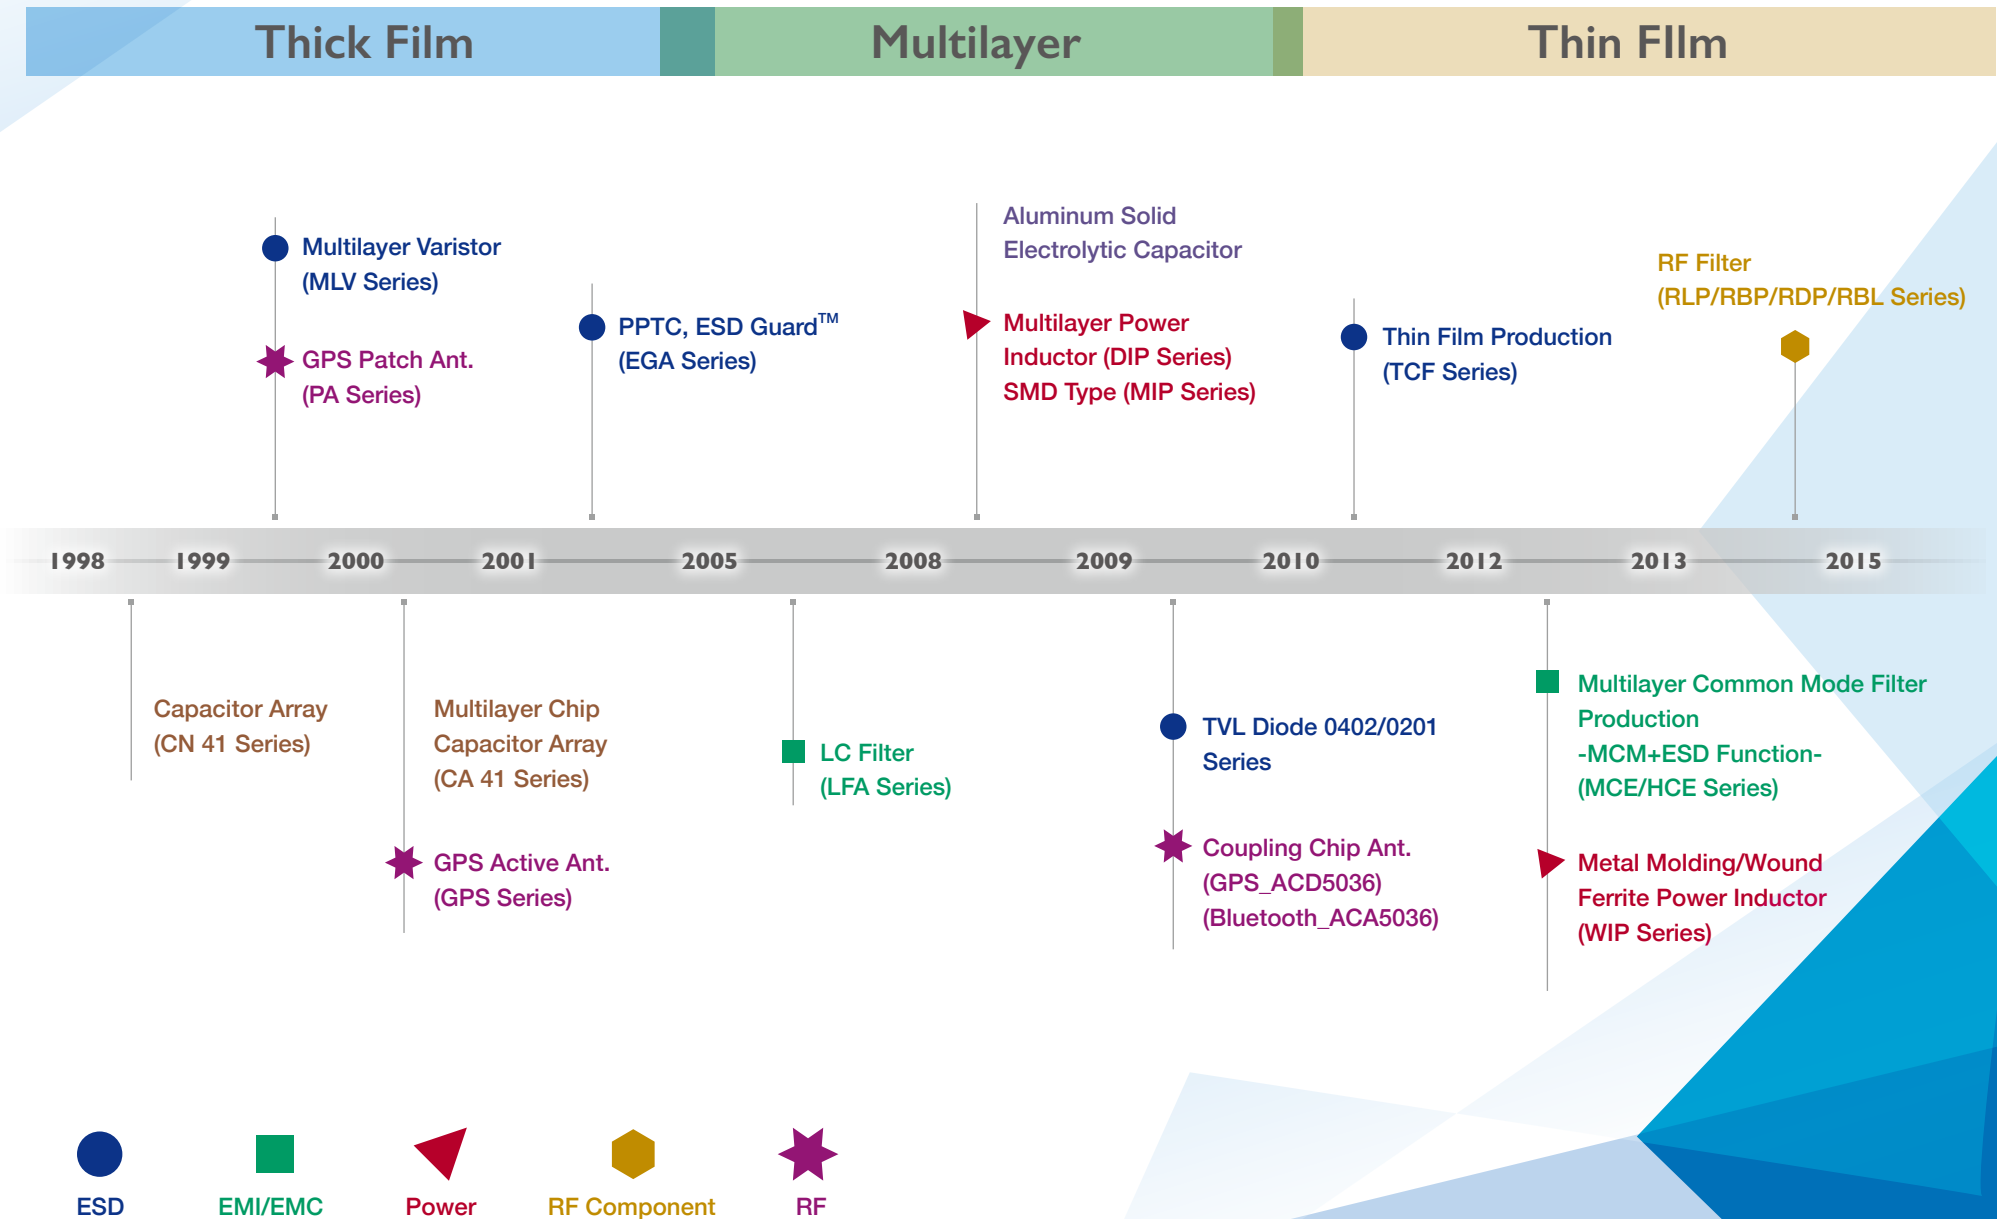 Thick Film
Multilayer
Thin FIlm
Multilayer Varistor
(MLV Series)
GPS Patch Ant.
(PA Series)
PPTC, ESD Guard™
(EGA Series)
Aluminum Solid
Electrolytic Capacitor
Multilayer Power
Inductor (DIP Series)
SMD Type (MIP Series)
Thin Film Production
(TCF Series)
RF Filter
(RLP/RBP/RDP/RBL Series)
1998
1999
2000
2001
2005
2008
2009
2010
2012
2013
2015
Capacitor Array
(CN 41 Series)
Multilayer Chip
Capacitor Array
(CA 41 Series)
GPS Active Ant.
(GPS Series)
LC Filter
(LFA Series)
TVL Diode 0402/0201
Series
Coupling Chip Ant.
(GPS_ACD5036)
(Bluetooth_ACA5036)
Multilayer Common Mode Filter
Production
-MCM+ESD Function-
(MCE/HCE Series)
Metal Molding/Wound
Ferrite Power Inductor
(WIP Series)
ESD
EMI/EMC
Power
RF Component
RF